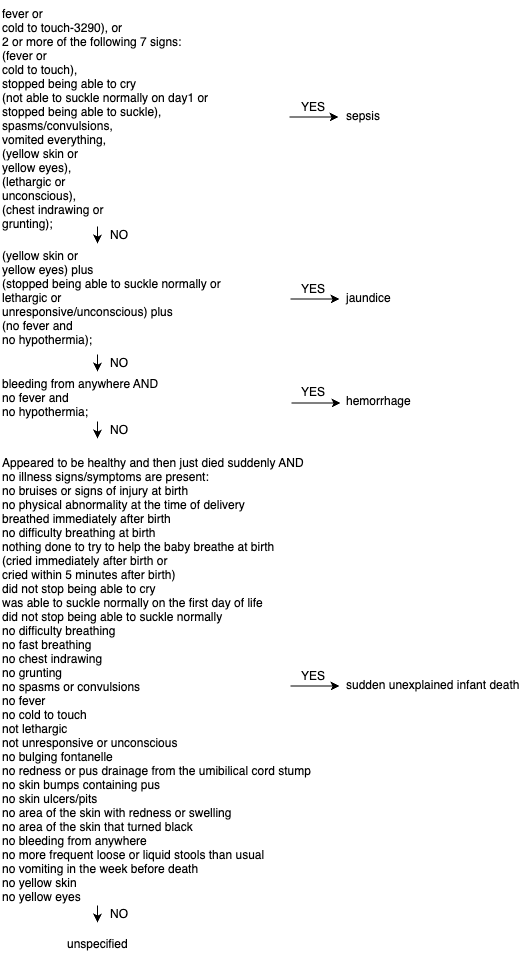 fever or
cold to touch-3290), or
2 or more of the following 7 signs:
(fever or
cold to touch),
stopped being able to cry
(not able to suckle normally on day1 or
stopped being able to suckle),
spasms/convulsions,
vomited everything,
(yellow skin or
yellow eyes),
(lethargic or
unconscious),
(chest indrawing or
grunting);
YES
sepsis
NO
(yellow skin or
yellow eyes) plus
(stopped being able to suckle normally or
lethargic or
unresponsive/unconscious) plus
(no fever and
no hypothermia);
YES
jaundice
NO
bleeding from anywhere AND
no fever and
no hypothermia;
YES
hemorrhage
NO
Appeared to be healthy and then just died suddenly AND
no illness signs/symptoms are present:
no bruises or signs of injury at birth
no physical abnormality at the time of delivery
breathed immediately after birth
no difficulty breathing at birth
nothing done to try to help the baby breathe at birth
(cried immediately after birth or
cried within 5 minutes after birth)
did not stop being able to cry
was able to suckle normally on the first day of life
did not stop being able to suckle normally
no difficulty breathing
no fast breathing
no chest indrawing
no grunting
no spasms or convulsions
no fever
no cold to touch
not lethargic
not unresponsive or unconscious
no bulging fontanelle
no redness or pus drainage from the umibilical cord stump
no skin bumps containing pus
no skin ulcers/pits
no area of the skin with redness or swelling
no area of the skin that turned black
no bleeding from anywhere
no more frequent loose or liquid stools than usual
no vomiting in the week before death
no yellow skin
no yellow eyes
YES
sudden unexplained infant death
NO
unspecified